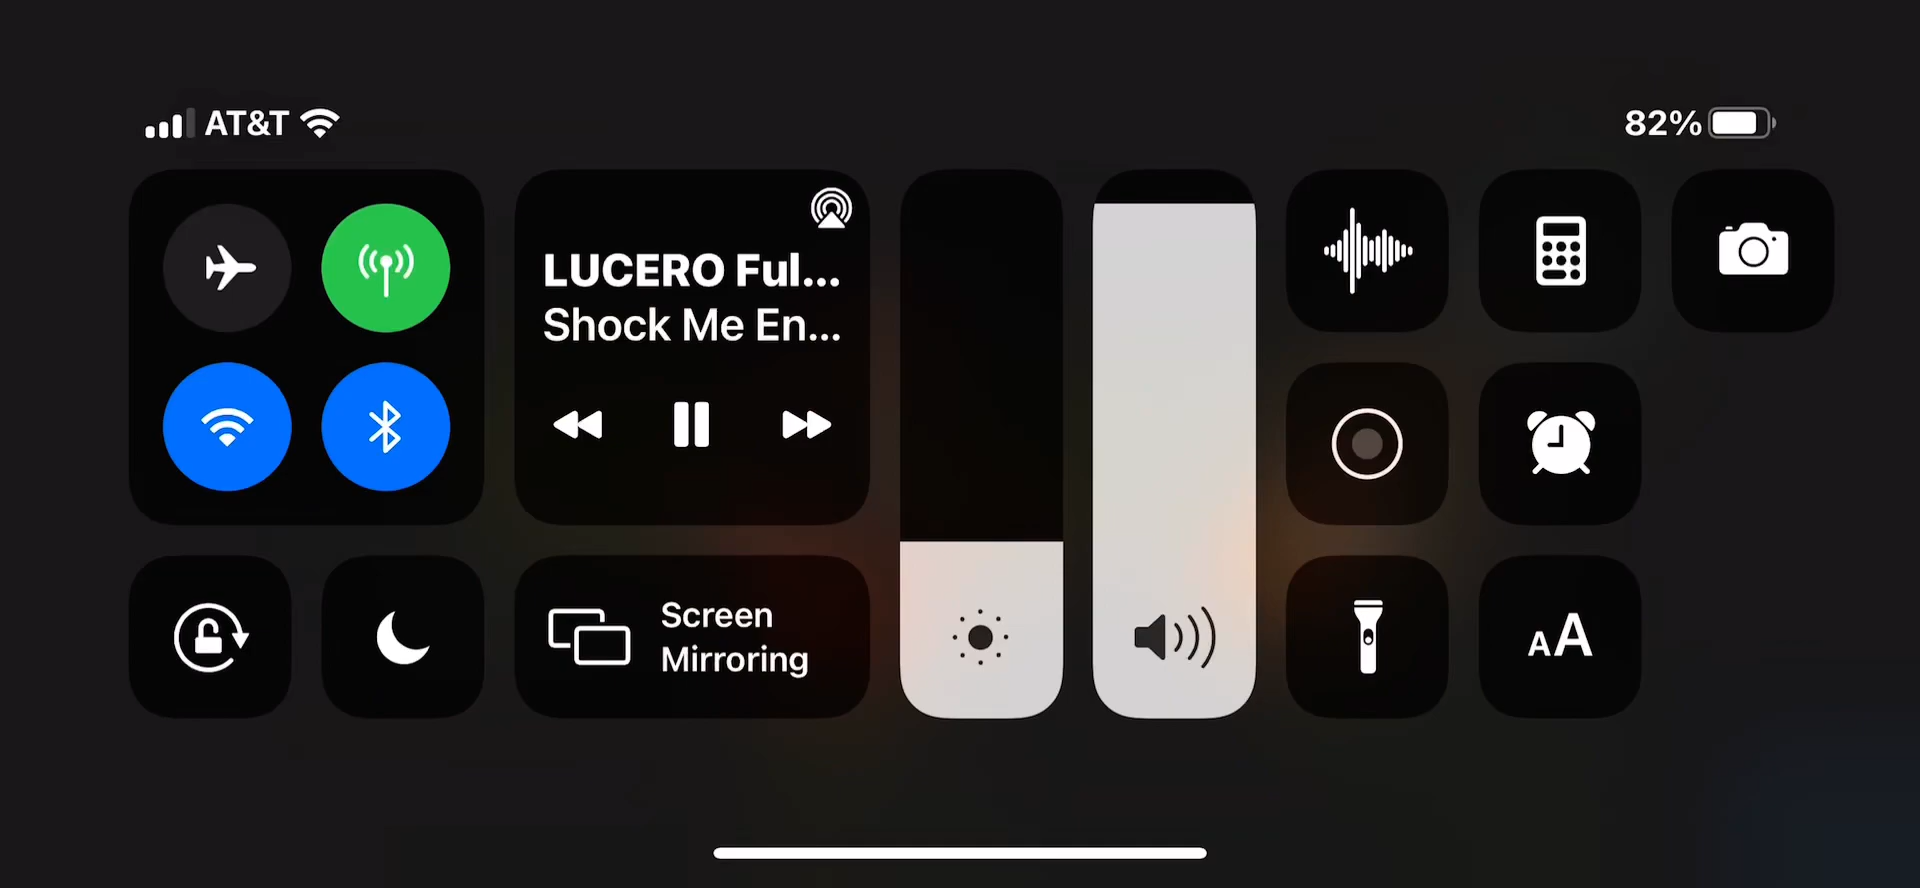 AT&T
82%
LUCERO Ful...
Shock Me En...
Screen
Mirroring
AA